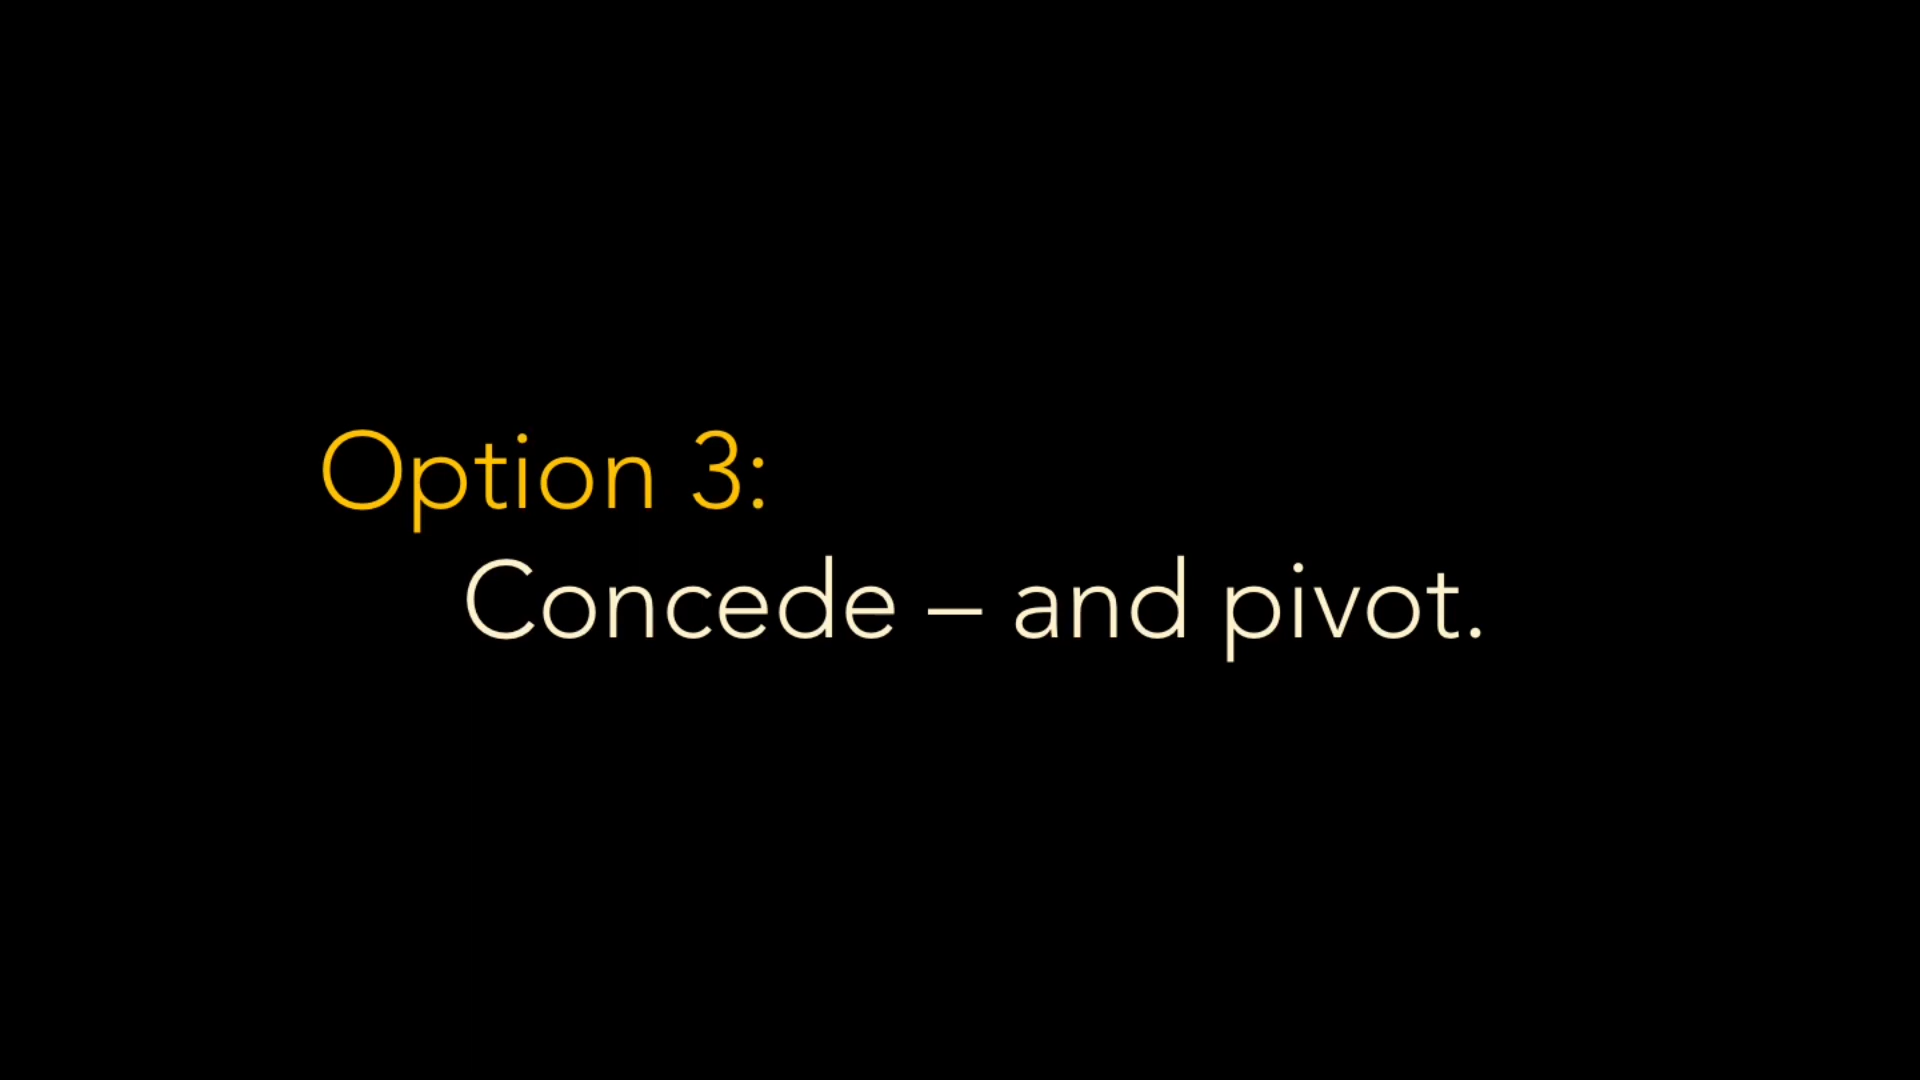 Option 3:
Concede – and pivot.